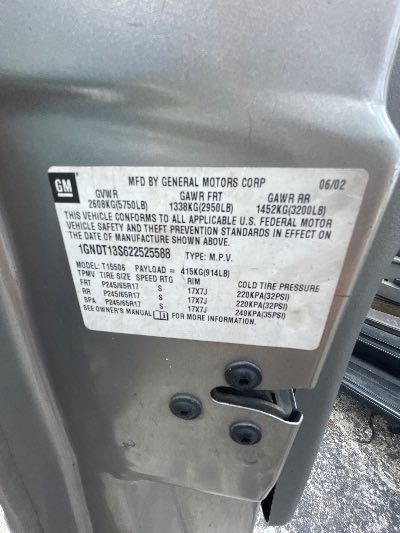 GM
MFD BY GENERAL MOTORS CORP 06/02
GVWR GAWR FRT GAWR RR
2608KG(5750LB) 1338KG(2950LB) 1452KG(3200LB)
THIS VEHICLE CONFORMS TO ALL APPLICABLE U.S. FEDERAL MOTOR
VEHICLE SAFETY AND THEFT PREVENTION STANDARDS IN EFFECT ON
THE DATE OF MANUFACTURE SHOWN ABOVE.
1GNDT13S622525588 TYPE: M.P.V.
MODEL: T15506 PAYLOAD = 415KG(914LB)
TPMV TIRE SIZE SPEED RTG RIM COLD TIRE PRESSURE
FRT P245/65R17 S 17X7J 220KPA(32PSI)
RR P245/65R17 S 17X7J 220KPA(32PSI)
SPA P245/65R17 S 17X7J 240KPA(35PSI)
SEE OWNER'S MANUAL FOR MORE INFORMATION.